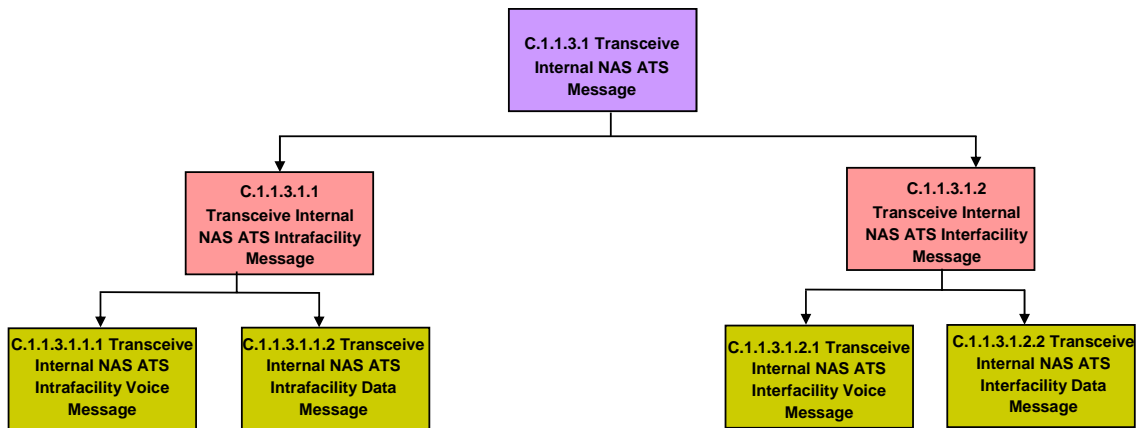 C.1.1.3.1 Transceive
Internal NAS ATS
Message
C.1.1.3.1.1
Transceive Internal
NAS ATS Intrafacility
Message
C.1.1.3.1.2
Transceive Internal
NAS ATS Interfacility
Message
C.1.1.3.1.1.1 Transceive
Internal NAS ATS
Intrafacility Voice
Message
C.1.1.3.1.1.2 Transceive
Internal NAS ATS
Intrafacility Data
Message
C.1.1.3.1.2.1 Transceive
Internal NAS ATS
Interfacility Voice
Message
C.1.1.3.1.2.2 Transceive
Internal NAS ATS
Interfacility Data
Message